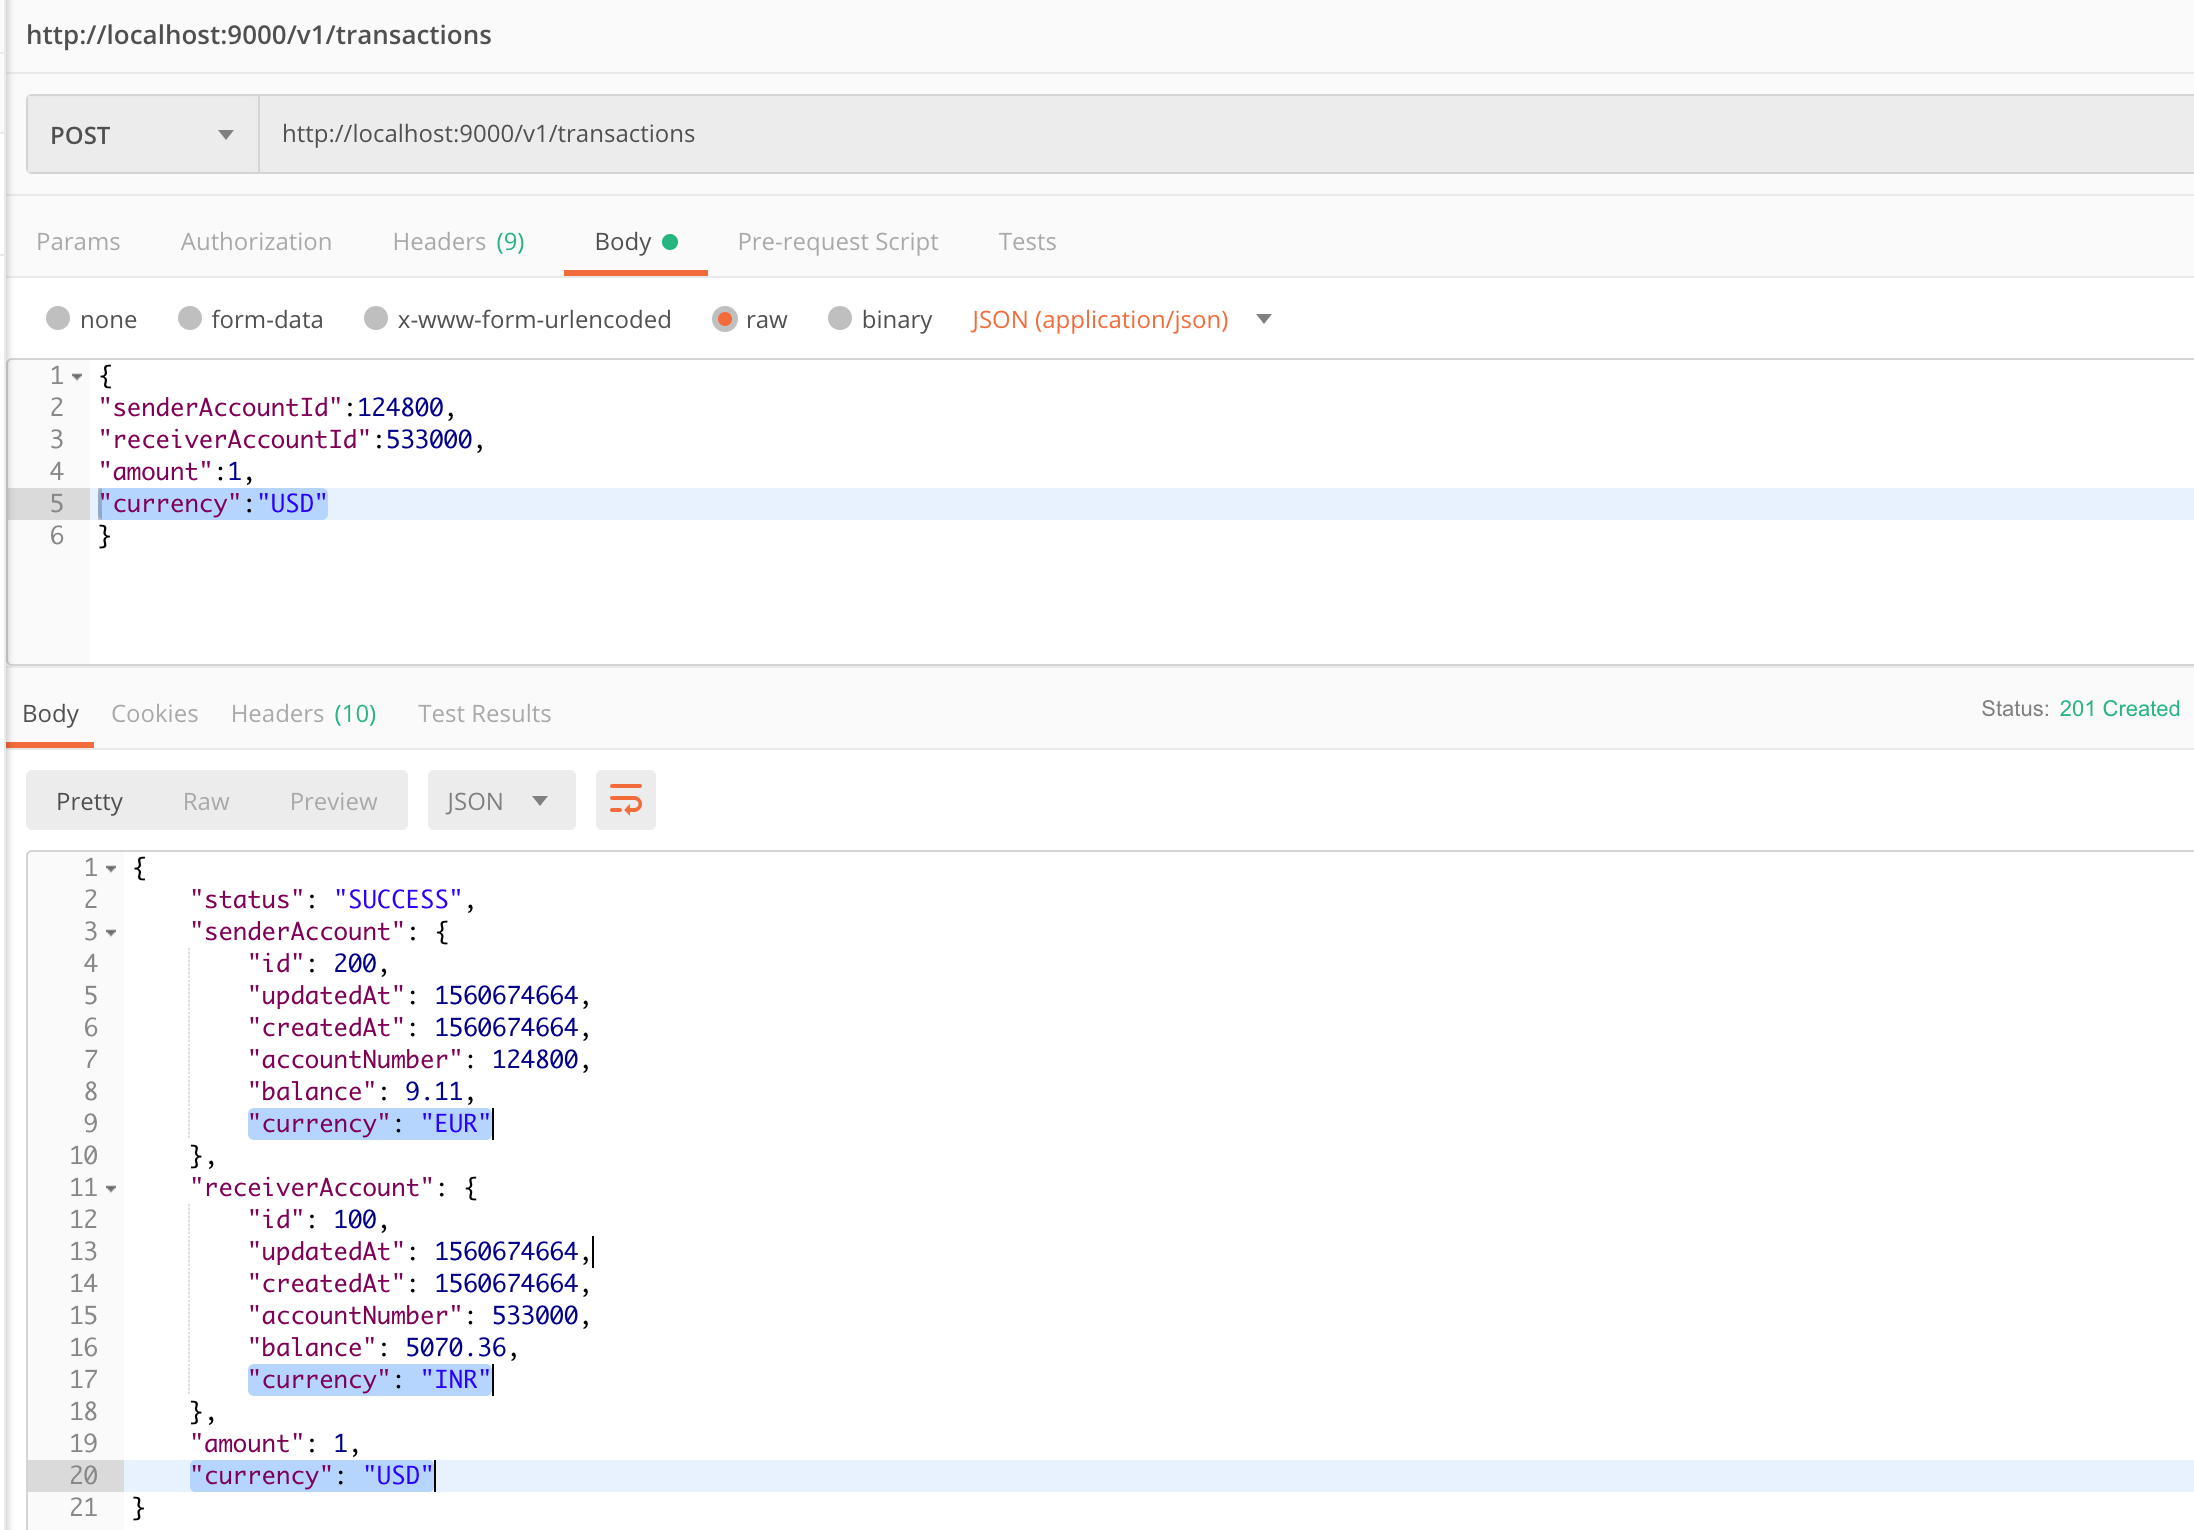 http://localhost:9000/v1/transactions
POST http://localhost:9000/v1/transactions
Params Authorization Headers (9) Body Pre-request Script Tests
none form-data x-www-form-urlencoded raw binary JSON (application/json)
1 {
2 "senderAccountId":124800,
3 "receiverAccountId":533000,
4 "amount":1,
5 "currency":"USD"
6 }
Body Cookies Headers (10) Test Results Status: 201 Created
Pretty Raw Preview JSON
1 {
2 "status": "SUCCESS",
3 "senderAccount": {
4 "id": 200,
5 "updatedAt": 1560674664,
6 "createdAt": 1560674664,
7 "accountNumber": 124800,
8 "balance": 9.11,
9 "currency": "EUR"
10 },
11 "receiverAccount": {
12 "id": 100,
13 "updatedAt": 1560674664,
14 "createdAt": 1560674664,
15 "accountNumber": 533000,
16 "balance": 5070.36,
17 "currency": "INR"
18 },
19 "amount": 1,
20 "currency": "USD"
21 }